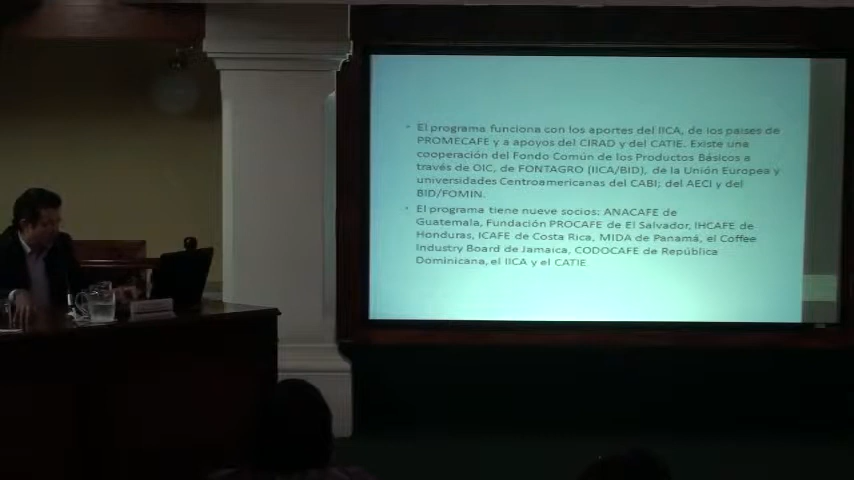 • El programa funciona con los aportes del IICA, de los países de
PROMECAFE y a apoyos del CIRAD y del CATIE. Existe una
cooperación del Fondo Común de los Productos Básicos a
través de OIC, de FONTAGRO (IICA/BID), de la Unión Europea y
universidades Centroamericanas del CABI; del AECI y del
BID/FOMIN.
• El programa tiene nueve socios: ANACAFE de
Guatemala, Fundación PROCAFE de El Salvador, IHCAFE de
Honduras, ICAFE de Costa Rica, MIDA de Panamá, el Coffee
Industry Board de Jamaica, CODOCAFE de República
Dominicana, el IICA y el CATIE.